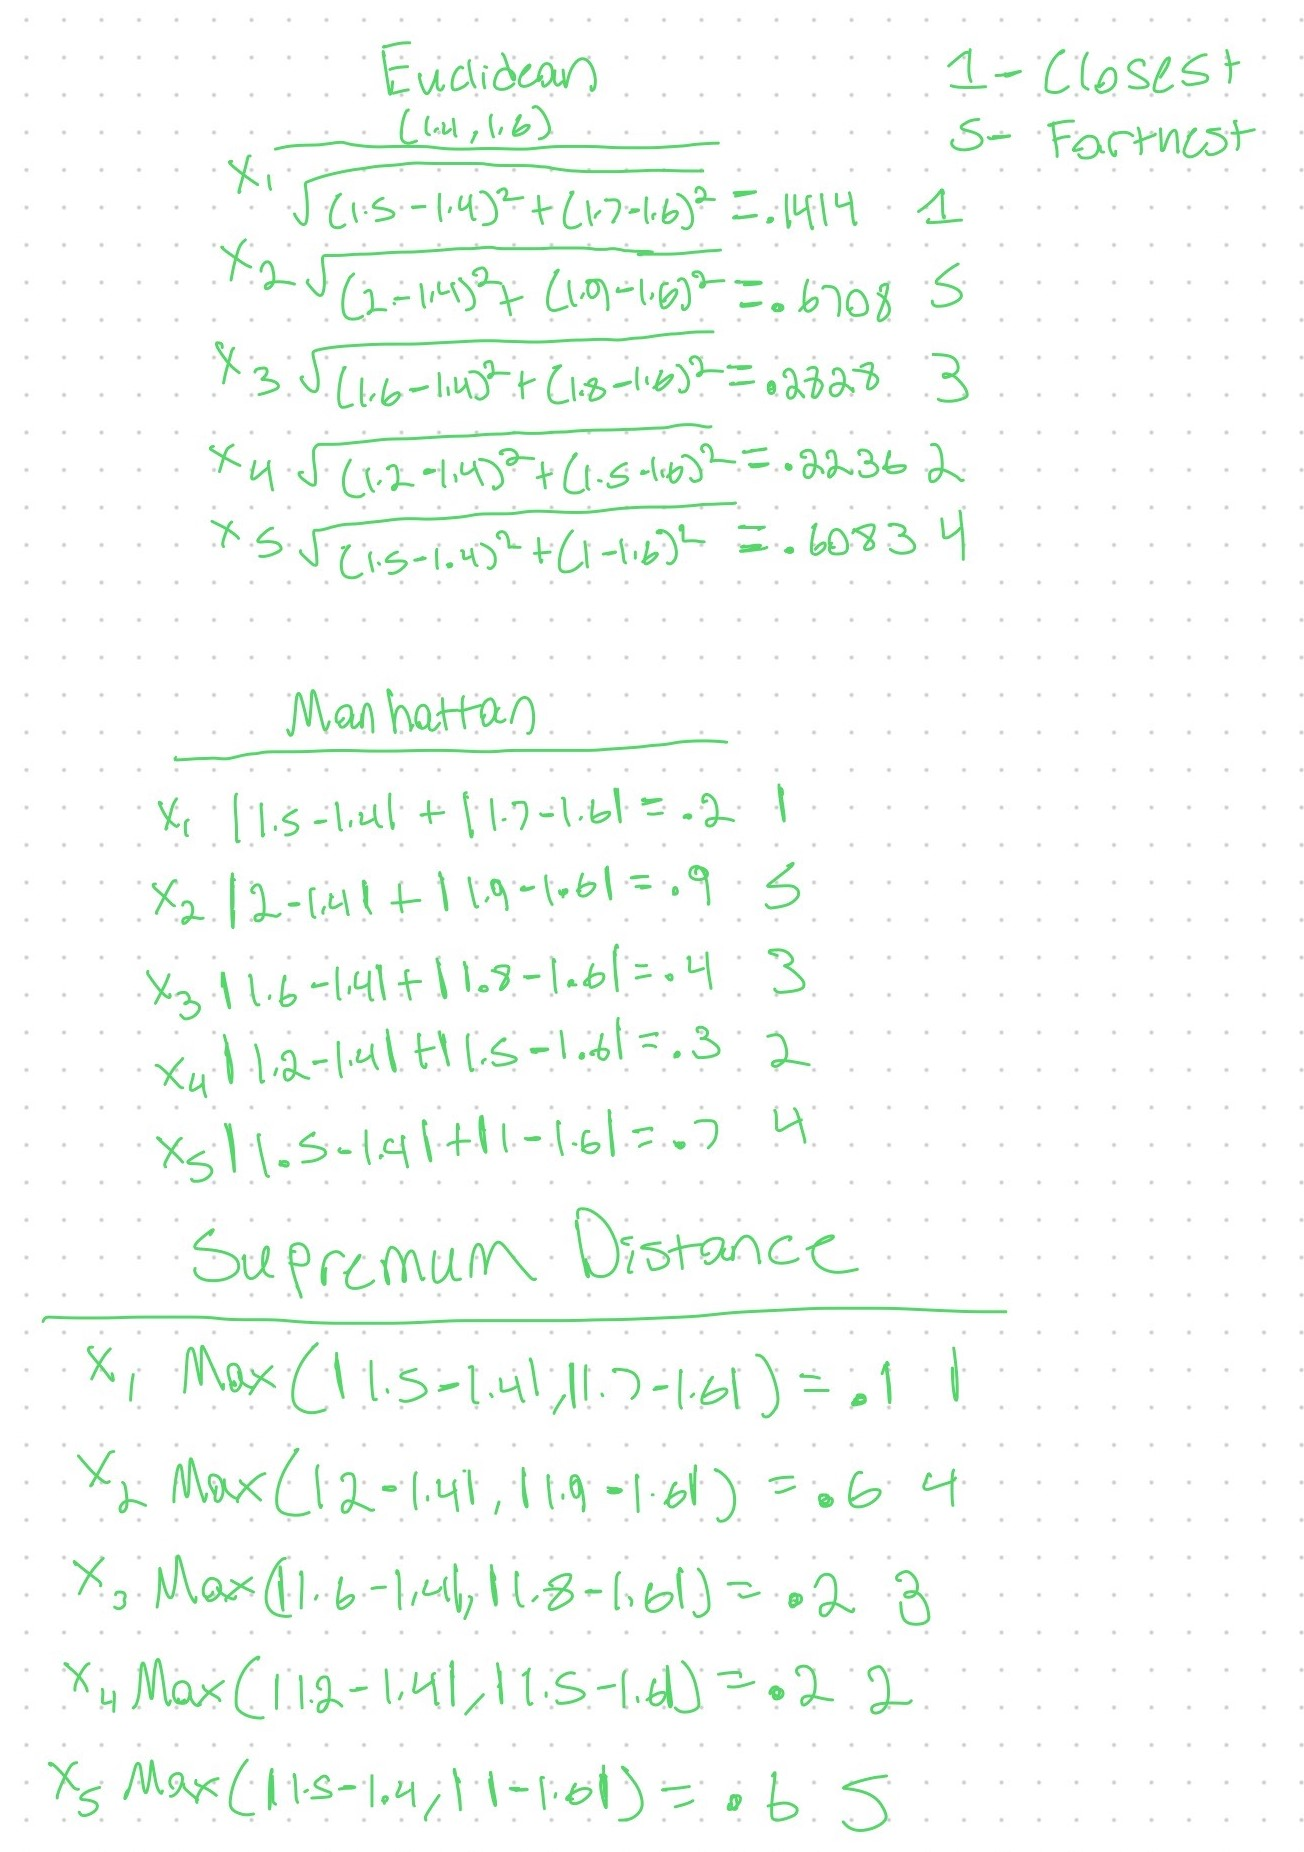 Euclidean
(1.4, 1.6)
1 - Closest
5 - Farthest
x₁ √(1.5-1.4)²+(1.7-1.6)² = .1414 1
x₂ √(2-1.4)²+(1.9-1.6)² = .6708 5
x₃ √(1.6-1.4)²+(1.8-1.6)² = .2828 3
x₄ √(1.2-1.4)²+(1.5-1.6)² = .2236 2
x₅ √(1.5-1.4)²+(1-1.6)² = .6083 4
Manhattan
x₁ |1.5-1.4| + |1.7-1.6| = .2 1
x₂ |2-1.4| + |1.9-1.6| = .9 5
x₃ |1.6-1.4| + |1.8-1.6| = .4 3
x₄ |1.2-1.4| + |1.5-1.6| = .3 2
x₅ |1.5-1.4| + |1-1.6| = .7 4
Supremum Distance
x₁ Max(|1.5-1.4|, |1.7-1.6|) = .1 1
x₂ Max(|2-1.4|, |1.9-1.6|) = .6 4
x₃ Max(|1.6-1.4|, |1.8-1.6|) = .2 3
x₄ Max(|1.2-1.4|, |1.5-1.6|) = .2 2
x₅ Max(|1.5-1.4, |1-1.6|) = .6 5